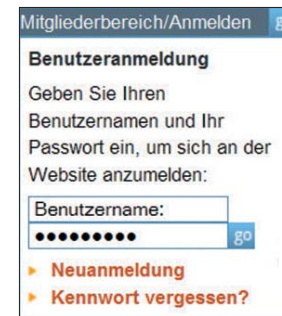 Mitgliederbereich/Anmelden g
Benutzeranmeldung
Geben Sie Ihren
Benutzernamen und Ihr
Passwort ein, um sich an der
Website anzumelden:
Benutzername:
●●●●●●●●● go
Neuanmeldung
Kennwort vergessen?